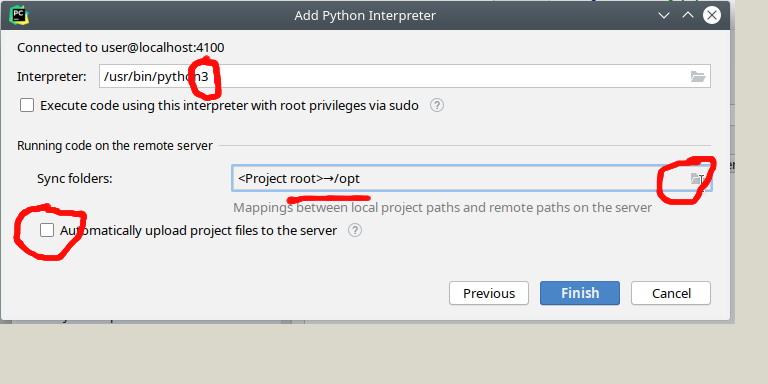 PC
Add Python Interpreter
Connected to user@localhost:4100
Interpreter: /usr/bin/python3
Execute code using this interpreter with root privileges via sudo ?
Running code on the remote server
Sync folders: <Project root>→/opt
Mappings between local project paths and remote paths on the server
Automatically upload project files to the server ?
Previous Finish Cancel